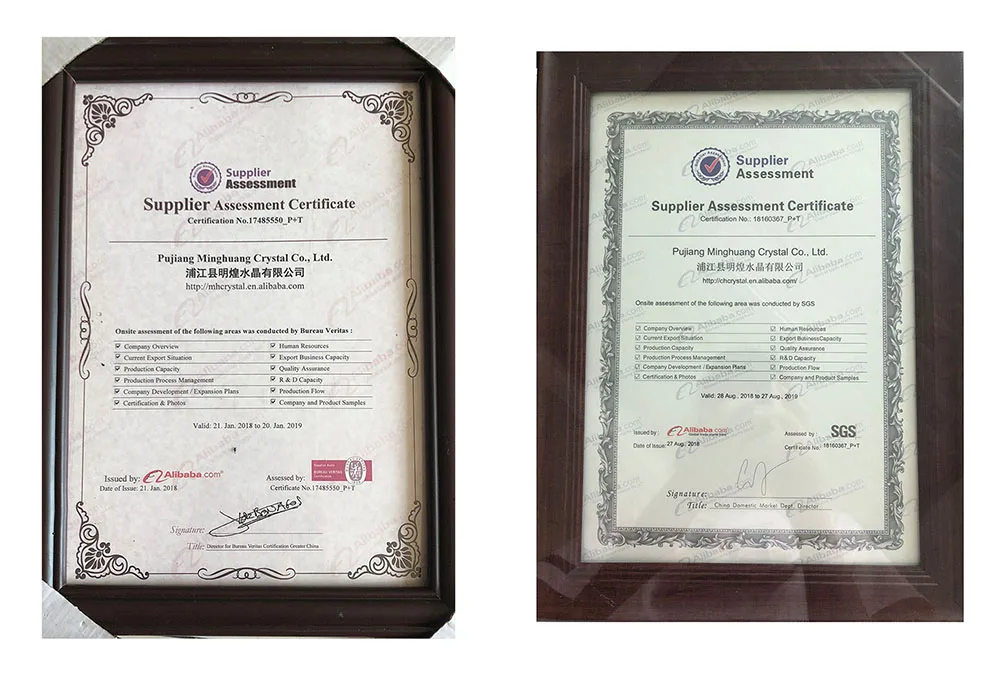 Supplier
Assessment
Supplier Assessment Certificate
Certification No.17485550_P+T
Pujiang Minghuang Crystal Co., Ltd.
浦江县明煌水晶有限公司
http://mhcrystal.en.alibaba.com
Onsite assessment of the following areas was conducted by Bureau Veritas :
Company Overview Human Resources
Current Export Situation Export Business Capacity
Production Capacity Quality Assurance
Production Process Management R & D Capacity
Company Development / Expansion Plans Production Flow
Certification & Photos Company and Product Samples
Valid: 21. Jan. 2018 to 20. Jan. 2019
Issued by: Alibaba.com Assessed by: BUREAU VERITAS
Date of Issue: 21. Jan. 2018 Certificate No.17485550_P+T
Signature:
Title: Director for Bureau Veritas Certification Greater China
Supplier
Assessment
Supplier Assessment Certificate
Certification No.: 18160367_P+T
Pujiang Minghuang Crystal Co., Ltd.
浦江县明煌水晶有限公司
http://chcrystal.en.alibaba.com/
Onsite assessment of the following area was conducted by SGS
Company Overview Human Resources
Current Export Situation Export BusinessCapacity
Production Capacity Quality Assurance
Production Process Management R&D Capacity
Company Development / Expansion Plans Production Flow
Certification & Photos Company and Product Samples
Valid: 28 Aug., 2018 to 27 Aug., 2019
Issued by: Alibaba.com Assessed by: SGS
Date of Issue: 27 Aug., 2018 Certificate No.: 18160367_P+T
Signature:
Title: China Domestic Market Dept. Director